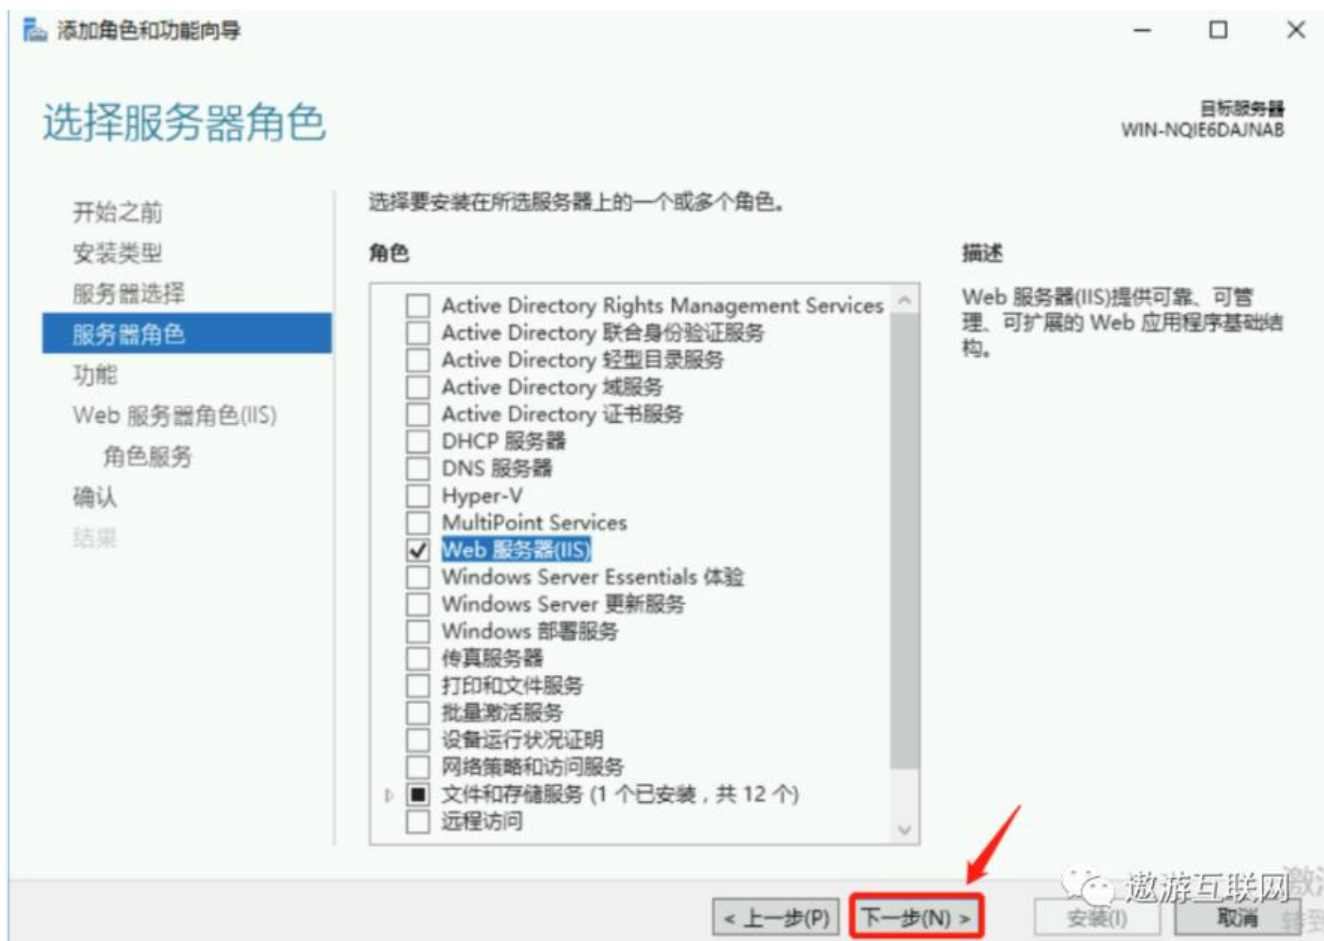 添加角色和功能向导
选择服务器角色
目标服务器
WIN-NQIE6DAJNAB
开始之前
安装类型
服务器选择
服务器角色
功能
Web 服务器角色(IIS)
角色服务
确认
结果
选择要安装在所选服务器上的一个或多个角色。
角色
Active Directory Rights Management Services
Active Directory 联合身份验证服务
Active Directory 轻型目录服务
Active Directory 域服务
Active Directory 证书服务
DHCP 服务器
DNS 服务器
Hyper-V
MultiPoint Services
Web 服务器(IIS)
Windows Server Essentials 体验
Windows Server 更新服务
Windows 部署服务
传真服务器
打印和文件服务
批量激活服务
设备运行状况证明
网络策略和访问服务
文件和存储服务 (1 个已安装，共 12 个)
远程访问
描述
Web 服务器(IIS)提供可靠、可管
理、可扩展的 Web 应用程序基础结
构。
< 上一步(P)
下一步(N) >
安装(I)
取消
遨游互联网
激
转到